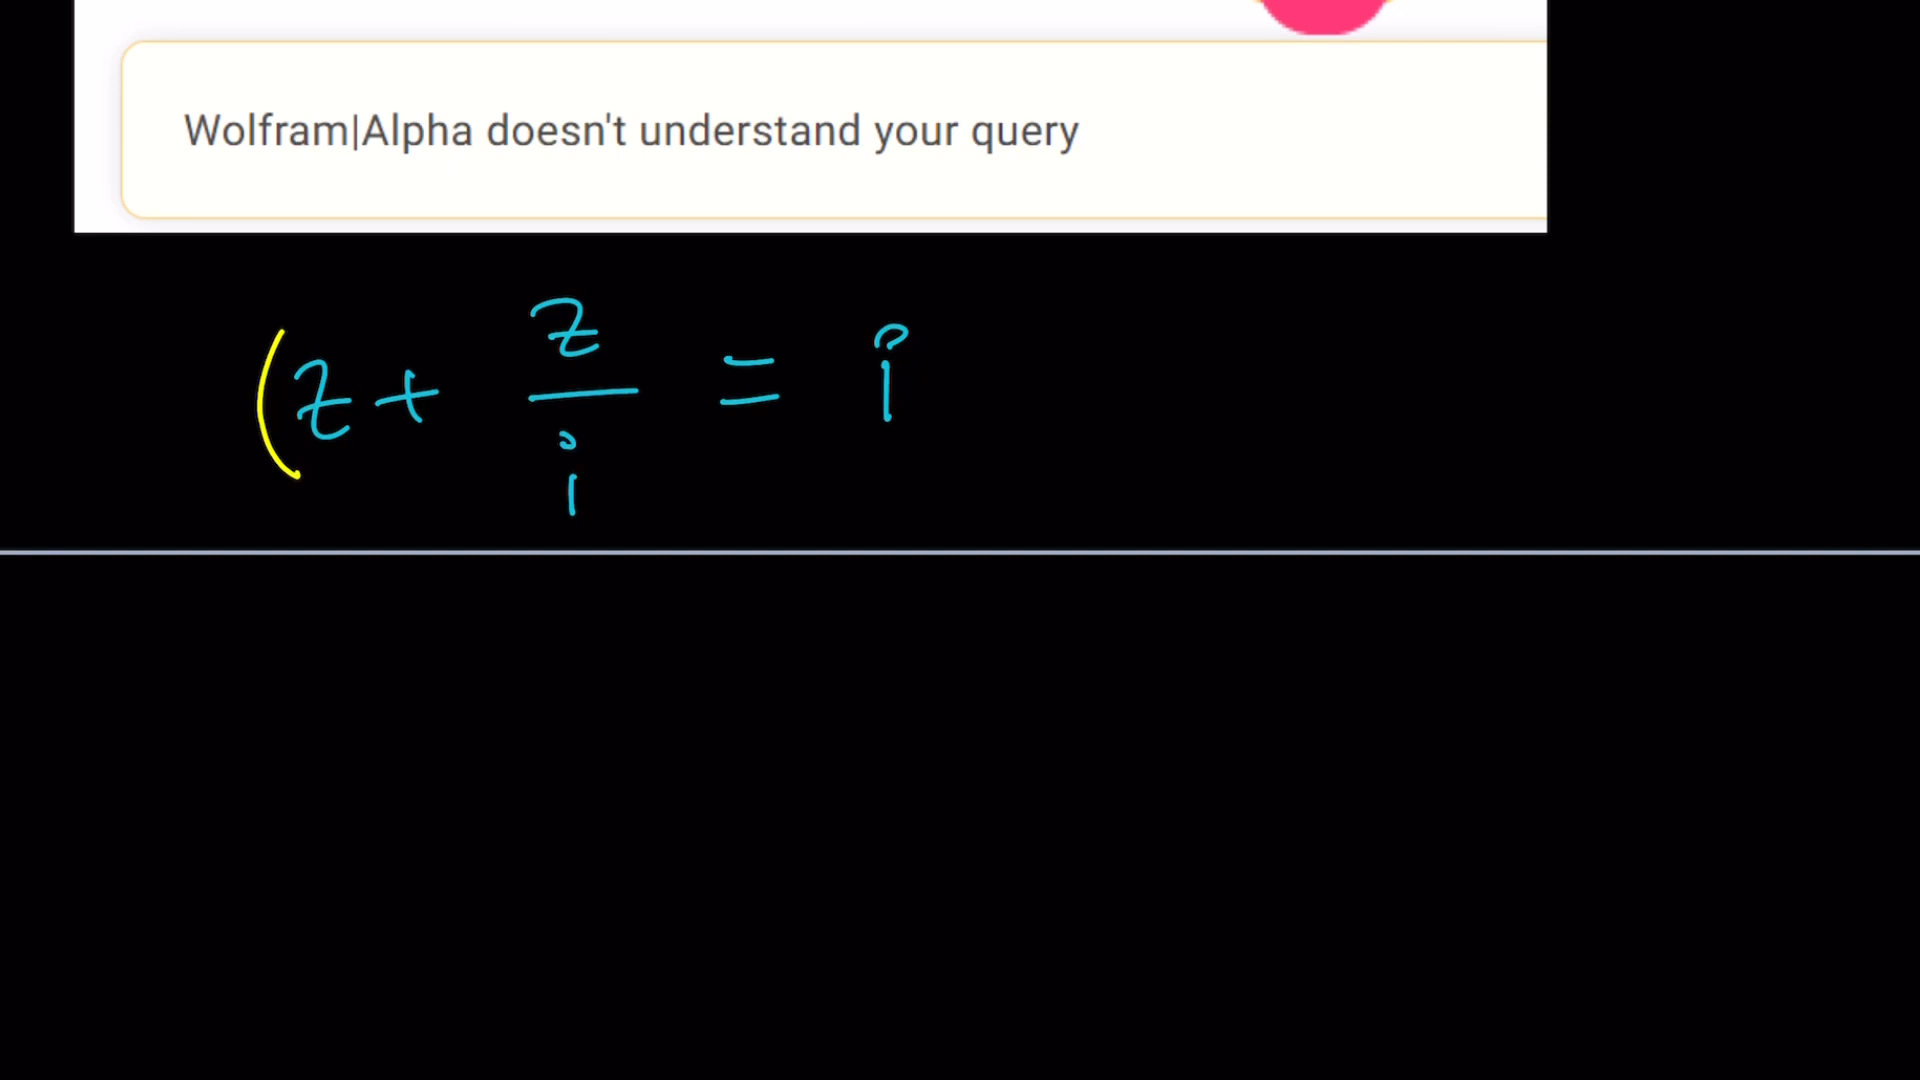 Wolfram|Alpha doesn't understand your query
(z + z/i = i